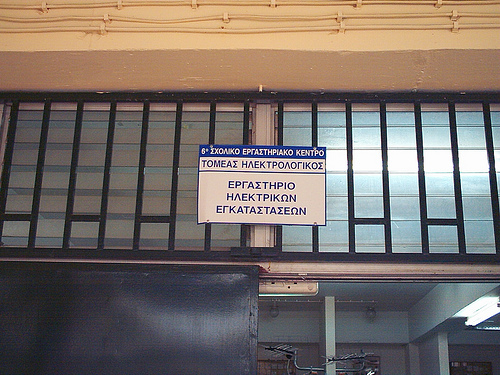 6ο ΣΧΟΛΙΚΟ ΕΡΓΑΣΤΗΡΙΑΚΟ ΚΕΝΤΡΟ
ΤΟΜΕΑΣ ΗΛΕΚΤΡΟΛΟΓΙΚΟΣ
ΕΡΓΑΣΤΗΡΙΟ
ΗΛΕΚΤΡΙΚΩΝ
ΕΓΚΑΤΑΣΤΑΣΕΩΝ